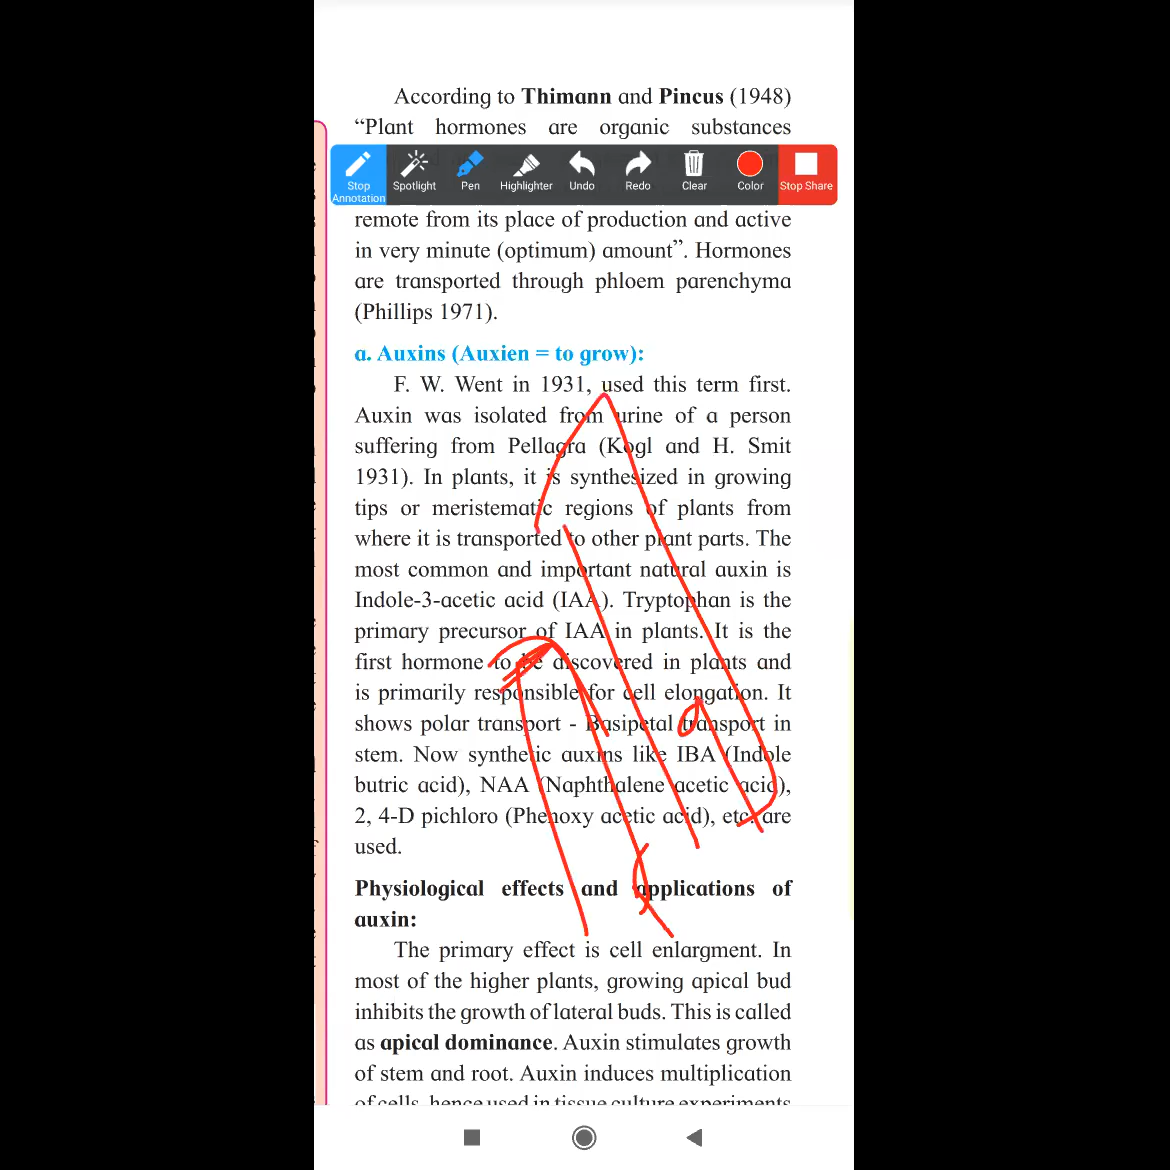 According to Thimann and Pincus (1948)
“Plant hormones are organic substances
Stop Annotation Spotlight Pen Highlighter Undo Redo Clear Color Stop Share
remote from its place of production and active
in very minute (optimum) amount”. Hormones
are transported through phloem parenchyma
(Phillips 1971).
a. Auxins (Auxien = to grow):
F. W. Went in 1931, used this term first.
Auxin was isolated from urine of a person
suffering from Pellagra (Kogl and H. Smit
1931). In plants, it is synthesized in growing
tips or meristematic regions of plants from
where it is transported to other plant parts. The
most common and important natural auxin is
Indole-3-acetic acid (IAA). Tryptophan is the
primary precursor of IAA in plants. It is the
first hormone to be discovered in plants and
is primarily responsible for cell elongation. It
shows polar transport - Basipetal transport in
stem. Now synthetic auxins like IBA (Indole
butric acid), NAA (Naphthalene acetic acid),
2, 4-D pichloro (Phenoxy acetic acid), etc. are
used.
Physiological effects and applications of
auxin:
The primary effect is cell enlargment. In
most of the higher plants, growing apical bud
inhibits the growth of lateral buds. This is called
as apical dominance. Auxin stimulates growth
of stem and root. Auxin induces multiplication
of cells, hence used in tissue culture experiments